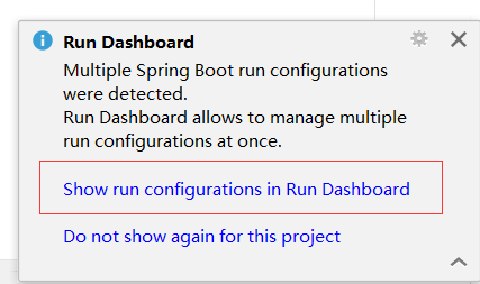 Run Dashboard
Multiple Spring Boot run configurations
were detected.
Run Dashboard allows to manage multiple
run configurations at once.
Show run configurations in Run Dashboard
Do not show again for this project